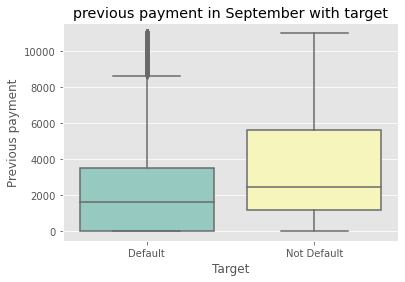 previous payment in September with target
10000
8000
6000
4000
2000
0
Previous payment
Default
Not Default
Target